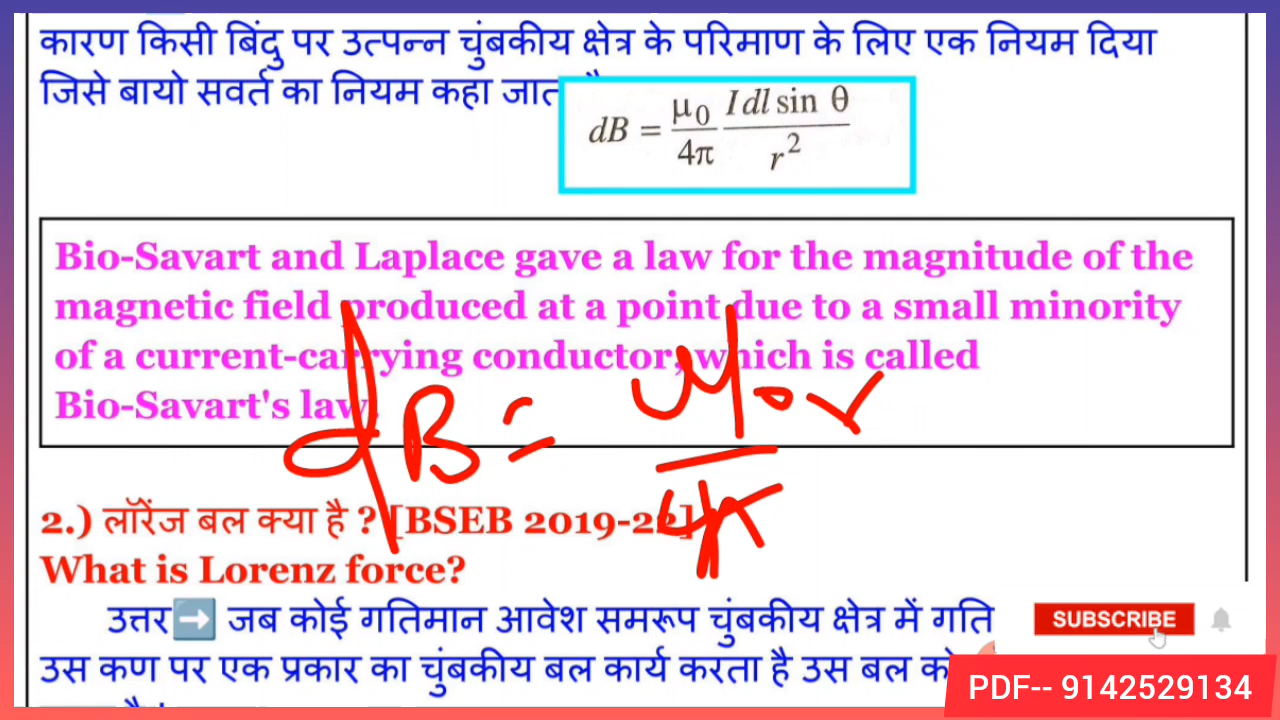 कारण किसी बिंदु पर उत्पन्न चुंबकीय क्षेत्र के परिमाण के लिए एक नियम दिया
जिसे बायो सवर्त का नियम कहा जात
dB = μ0/4π I dl sin θ/r²
Bio-Savart and Laplace gave a law for the magnitude of the
magnetic field produced at a point due to a small minority
of a current-carrying conductor, which is called
Bio-Savart's law.
dB = μ0/4π
2.) लॉरेंज बल क्या है ? [BSEB 2019-22]
What is Lorenz force?
उत्तर➡ जब कोई गतिमान आवेश समरूप चुंबकीय क्षेत्र में गति
उस कण पर एक प्रकार का चुंबकीय बल कार्य करता है उस बल को
SUBSCRIBE
PDF-- 9142529134